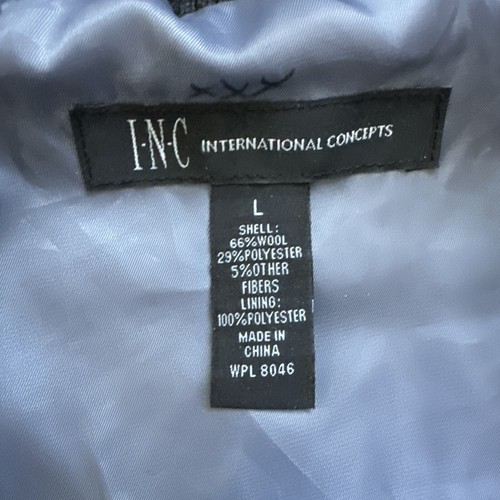 I·N·C INTERNATIONAL CONCEPTS
L
SHELL:
66%WOOL
29%POLYESTER
5%OTHER
FIBERS
LINING:
100%POLYESTER
MADE IN
CHINA
WPL 8046